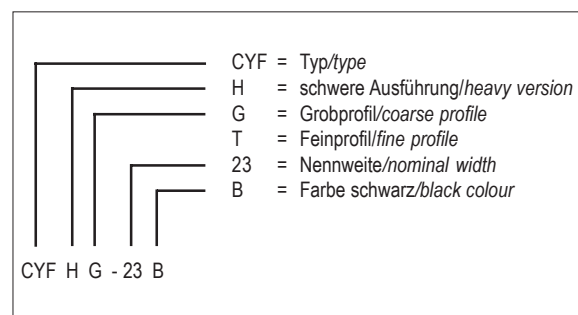 CYF = Typ/type
H = schwere Ausführung/heavy version
G = Grobprofil/coarse profile
T = Feinprofil/fine profile
23 = Nennweite/nominal width
B = Farbe schwarz/black colour
CYF H G - 23 B